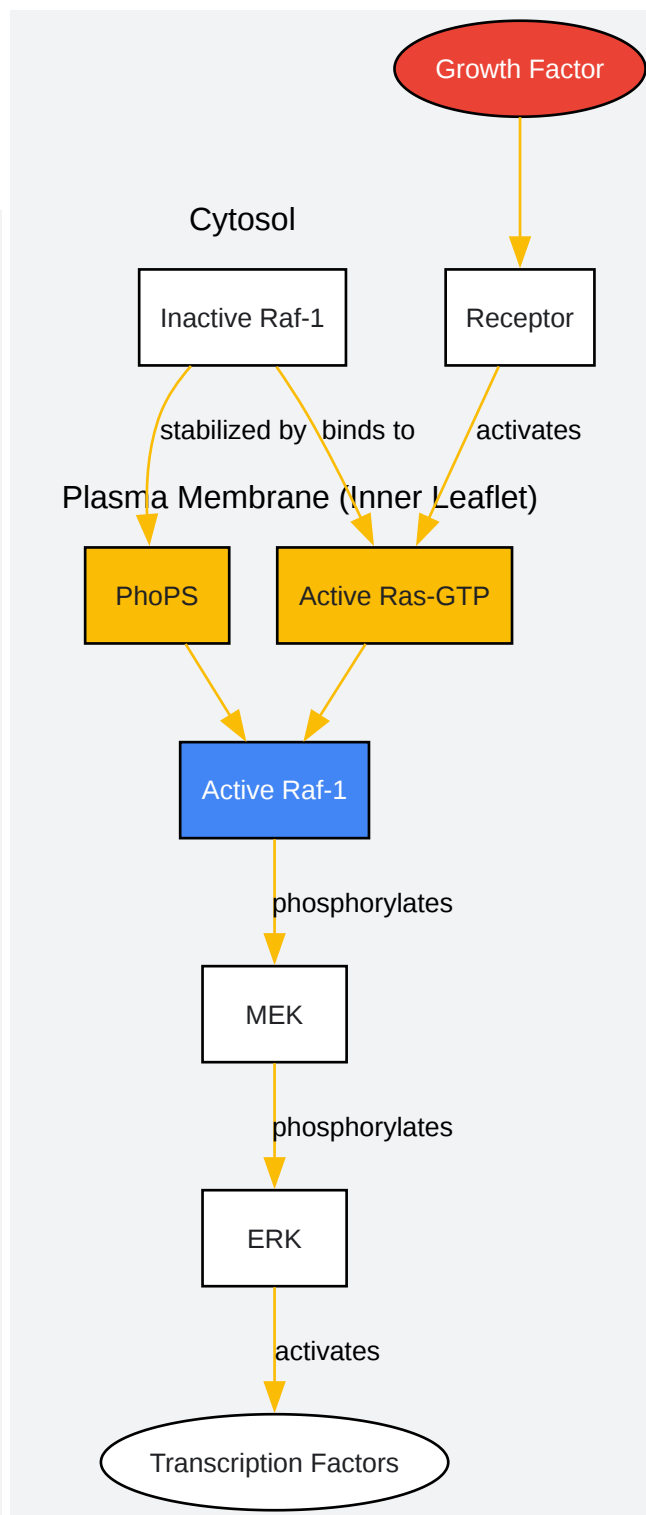 Growth Factor
Cytosol
Inactive Raf-1
Receptor
stabilized by
binds to
activates
Plasma Membrane (Inner Leaflet)
PhoPS
Active Ras-GTP
Active Raf-1
phosphorylates
MEK
phosphorylates
ERK
activates
Transcription Factors